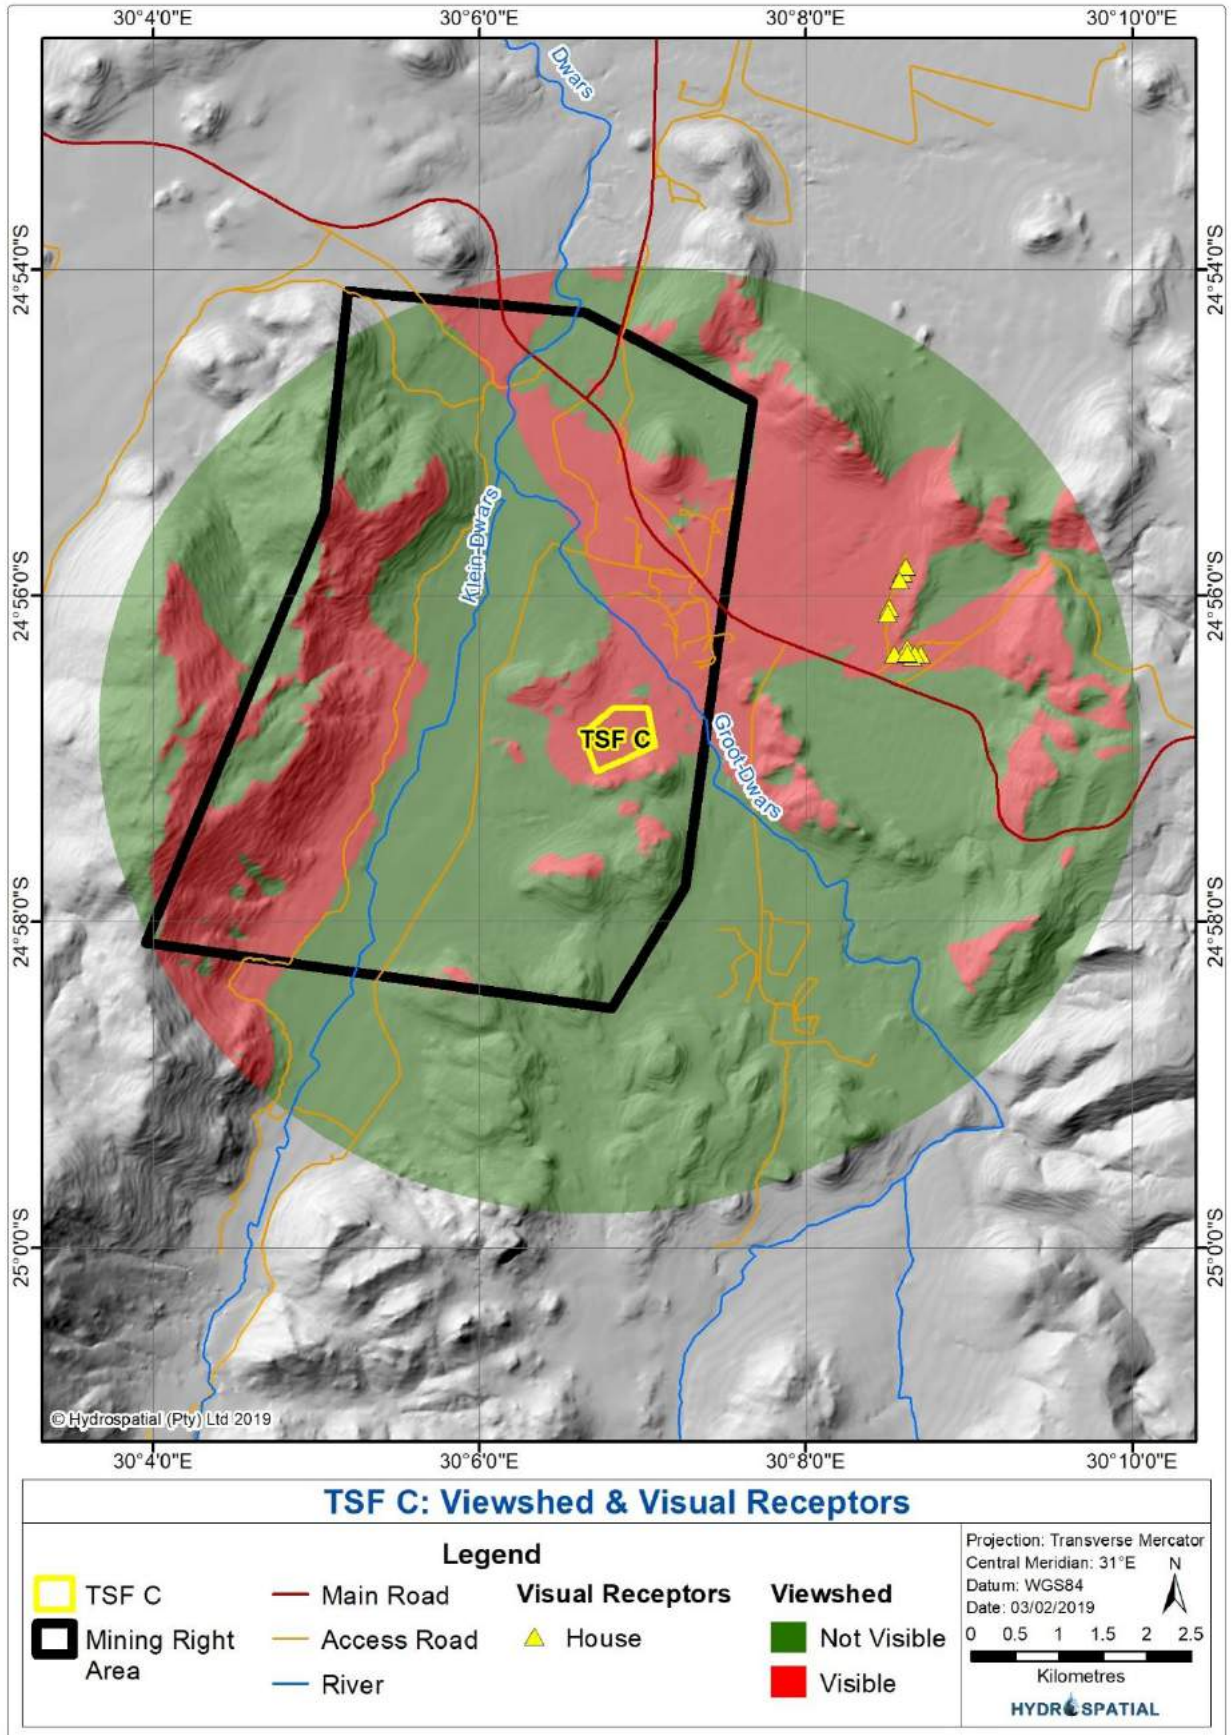 30°4'0"E 30°6'0"E 30°8'0"E 30°10'0"E
Dwars
24°54'0"S 24°54'0"S
Klein-Dwars
24°56'0"S 24°56'0"S
TSF C
Groot-Dwars
24°58'0"S 24°58'0"S
25°0'0"S 25°0'0"S
© Hydrospatial (Pty) Ltd 2019
30°4'0"E 30°6'0"E 30°8'0"E 30°10'0"E
TSF C: Viewshed & Visual Receptors
Legend
TSF C
Mining Right
Area
Main Road
Access Road
River
Visual Receptors
House
Viewshed
Not Visible
Visible
Projection: Transverse Mercator
Central Meridian: 31°E
Datum: WGS84
Date: 03/02/2019
N
0 0.5 1 1.5 2 2.5
Kilometres
HYDROSPATIAL